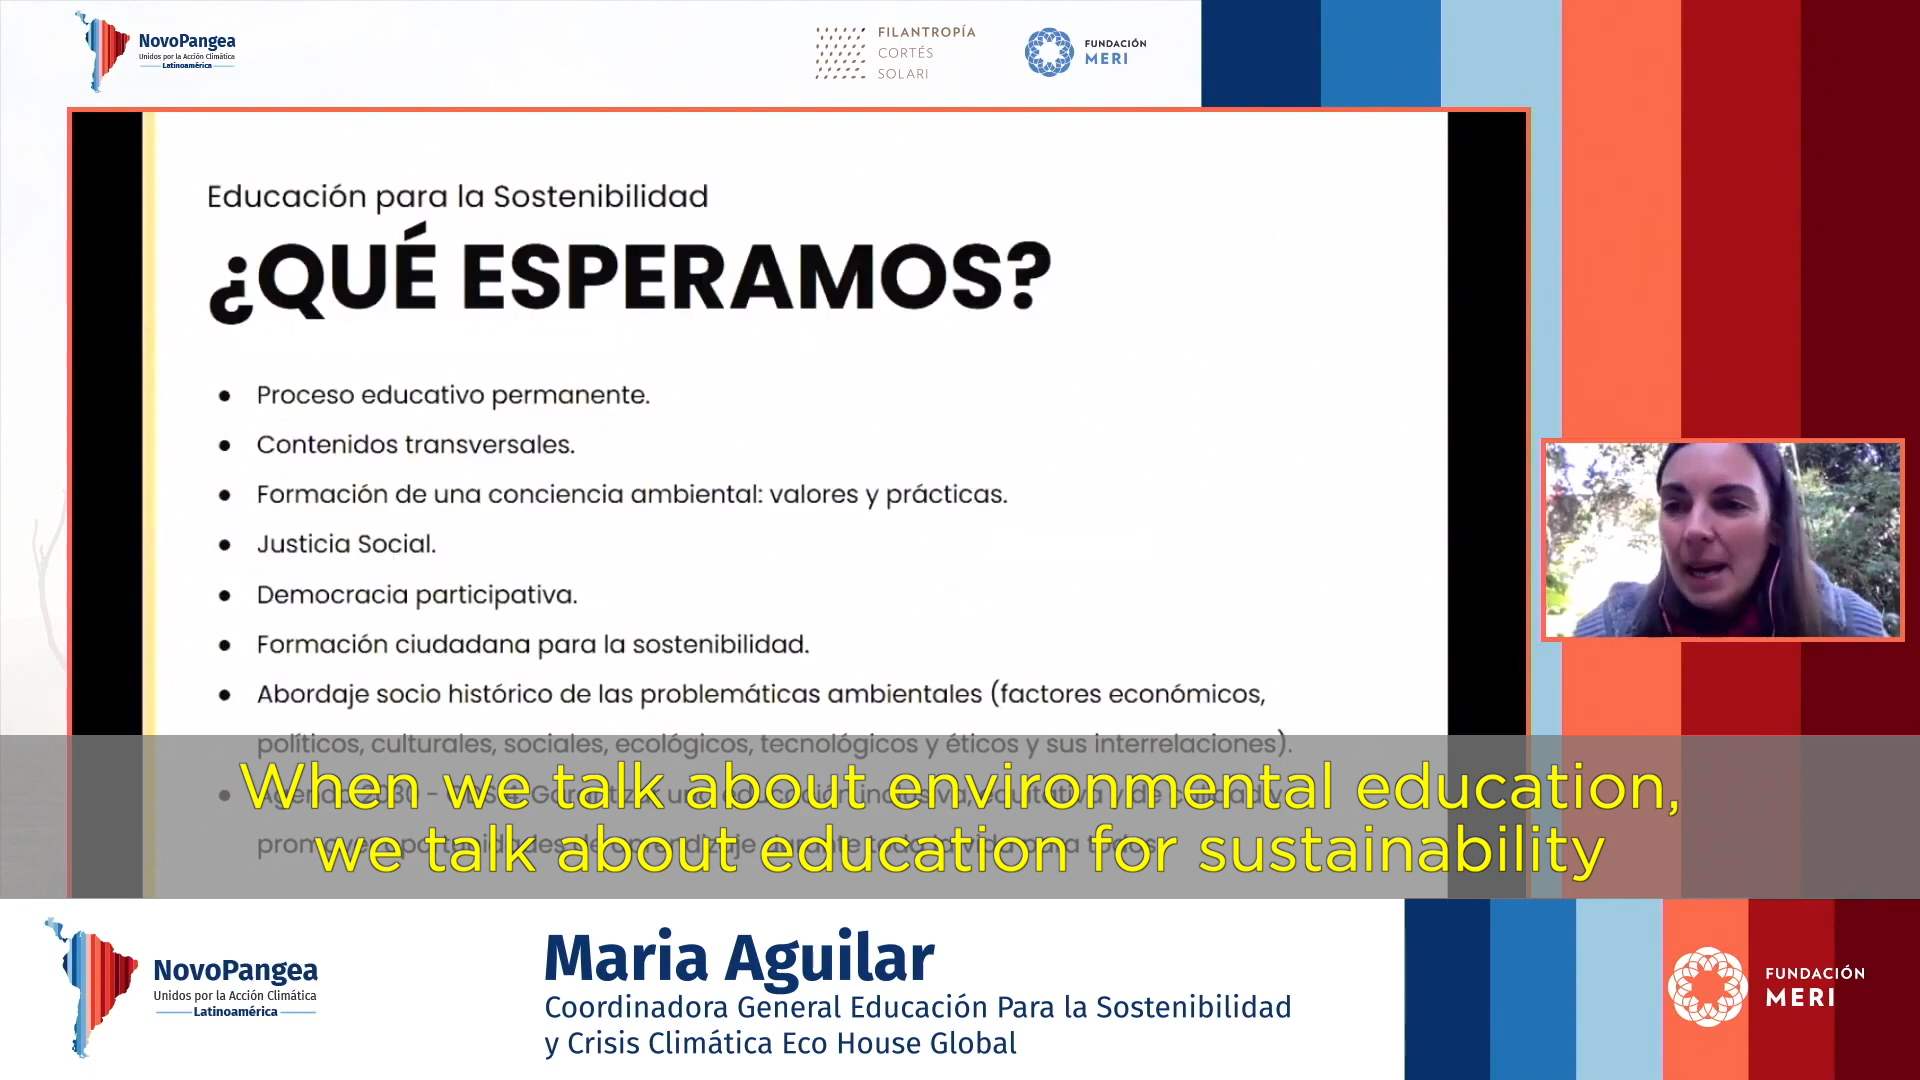 NovoPangea
Unidos por la Acción Climática
Latinoamérica
FILANTROPÍA
CORTÉS
SOLARI
FUNDACIÓN
MERI
Educación para la Sostenibilidad
¿QUÉ ESPERAMOS?
• Proceso educativo permanente.
• Contenidos transversales.
• Formación de una conciencia ambiental: valores y prácticas.
• Justicia Social.
• Democracia participativa.
• Formación ciudadana para la sostenibilidad.
• Abordaje socio histórico de las problemáticas ambientales (factores económicos,
políticos, culturales, sociales, ecológicos, tecnológicos y éticos y sus interrelaciones).
When we talk about environmental education,
we talk about education for sustainability
NovoPangea
Unidos por la Acción Climática
Latinoamérica
Maria Aguilar
Coordinadora General Educación Para la Sostenibilidad
y Crisis Climática Eco House Global
FUNDACIÓN
MERI